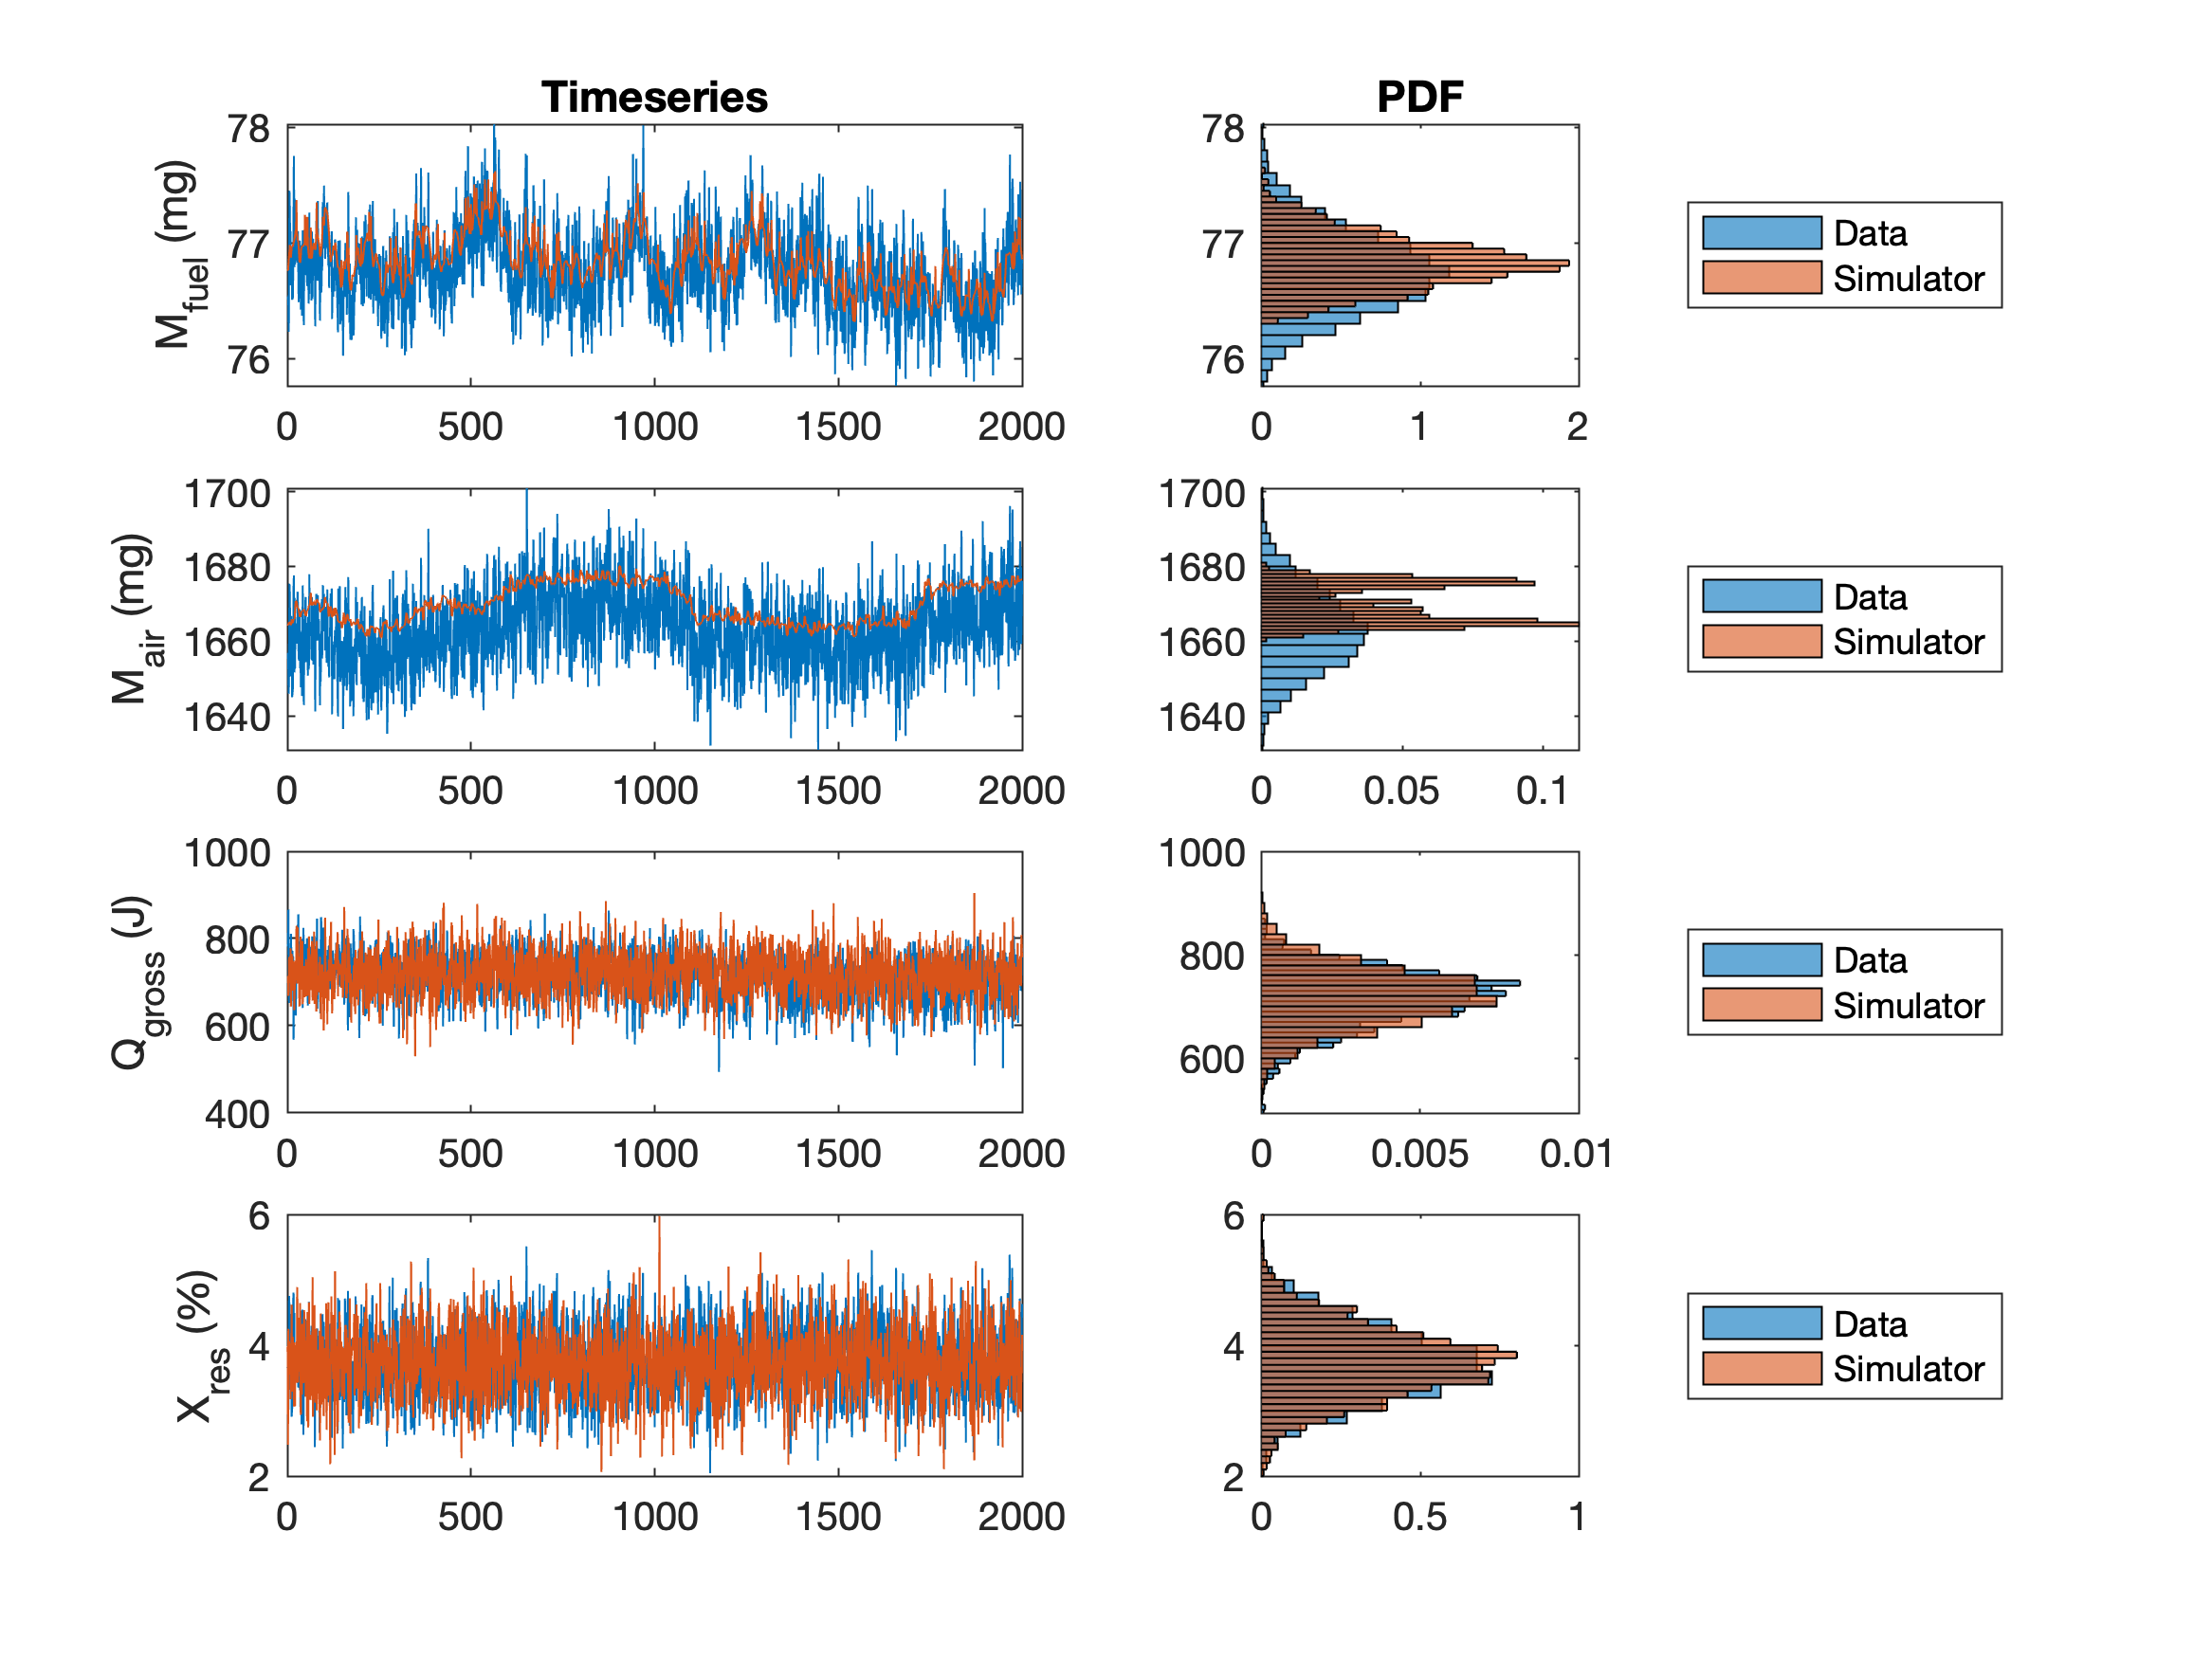 Timeseries
PDF
M_fuel (mg)
78
77
76
0 500 1000 1500 2000
78
77
76
0 1 2
Data
Simulator
M_air (mg)
1700
1680
1660
1640
0 500 1000 1500 2000
1700
1680
1660
1640
0 0.05 0.1
Data
Simulator
Q_gross (J)
1000
800
600
400
0 500 1000 1500 2000
1000
800
600
0 0.005 0.01
Data
Simulator
X_res (%)
6
4
2
0 500 1000 1500 2000
6
4
2
0 0.5 1
Data
Simulator